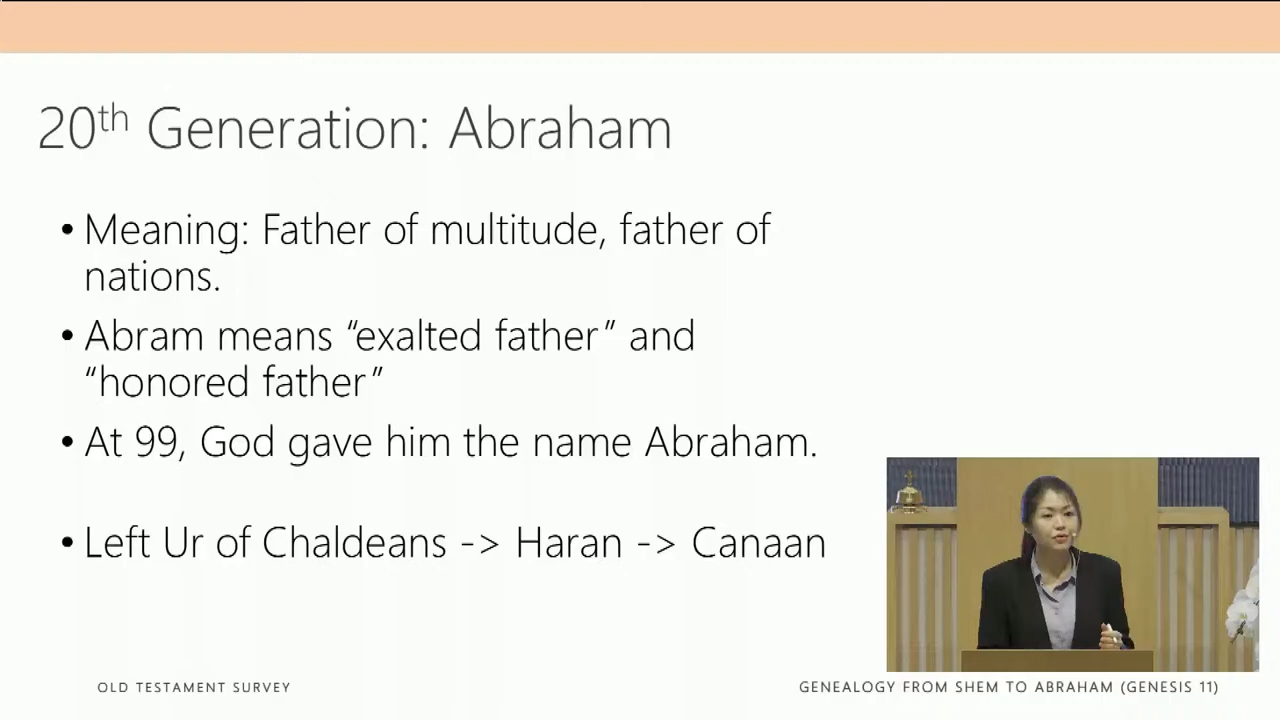 20th Generation: Abraham
• Meaning: Father of multitude, father of
nations.
• Abram means “exalted father” and
“honored father”
• At 99, God gave him the name Abraham.
• Left Ur of Chaldeans -> Haran -> Canaan
OLD TESTAMENT SURVEY
GENEALOGY FROM SHEM TO ABRAHAM (GENESIS 11)